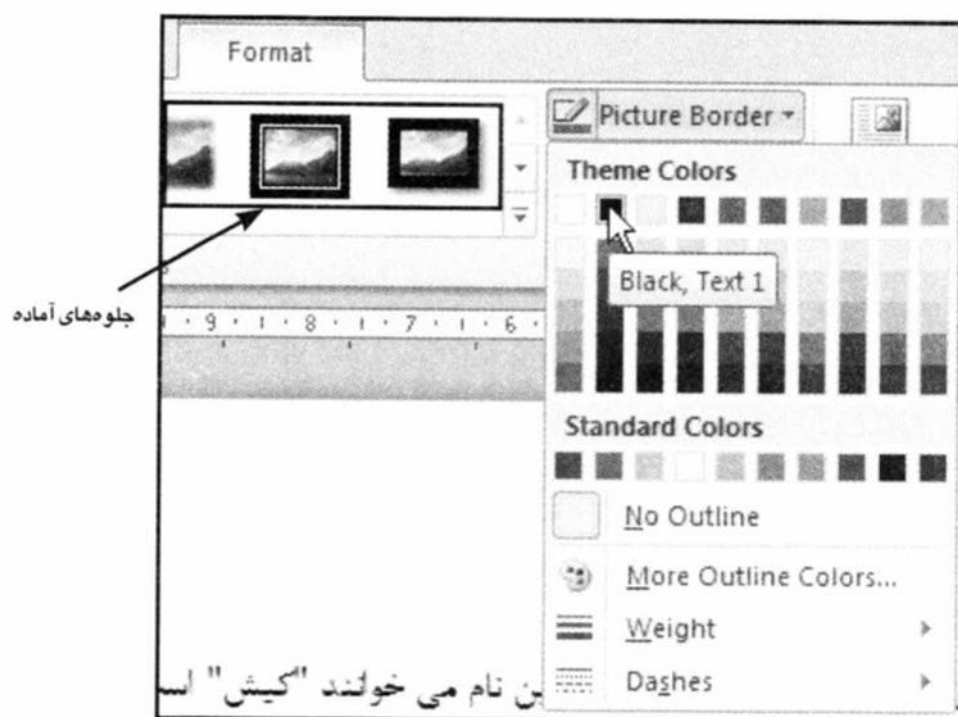 Format
Picture Border
Theme Colors
Black, Text 1
جلوه‌های آماده
9 · 1 · 8 · 1 · 7 · 1 · 6 ·
Standard Colors
No Outline
More Outline Colors...
Weight
Dashes
ین نام می خوانند "کیش" اس